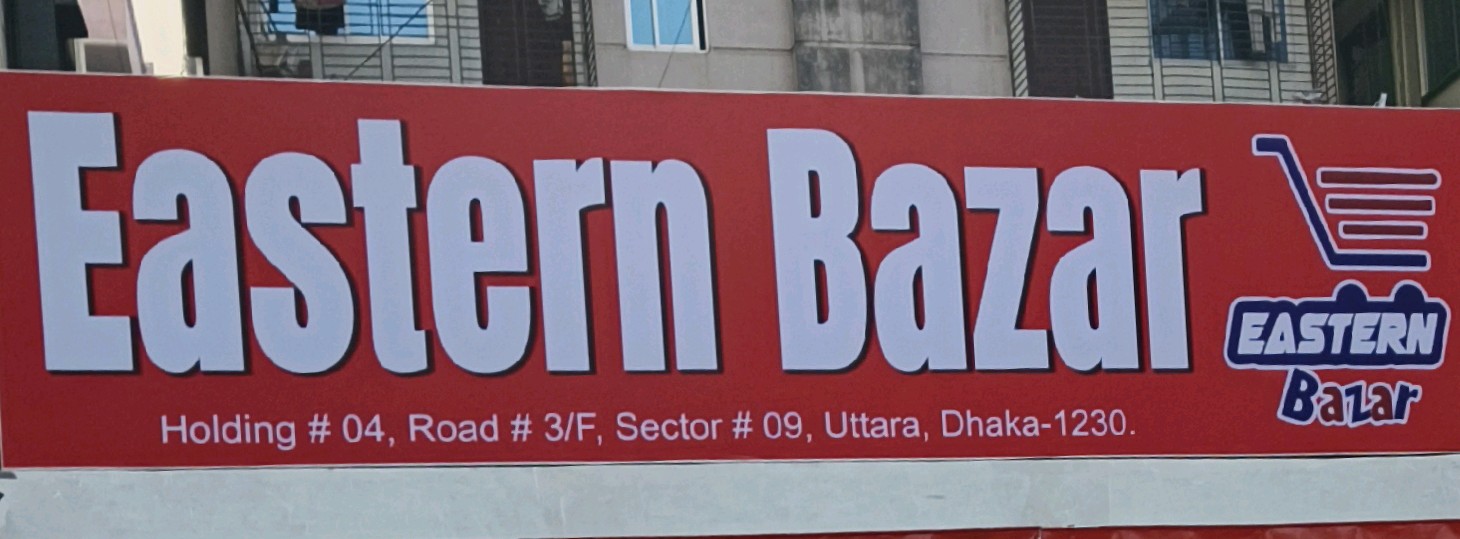 Eastern Bazar
EASTERN
Bazar
Holding # 04, Road # 3/F, Sector # 09, Uttara, Dhaka-1230.